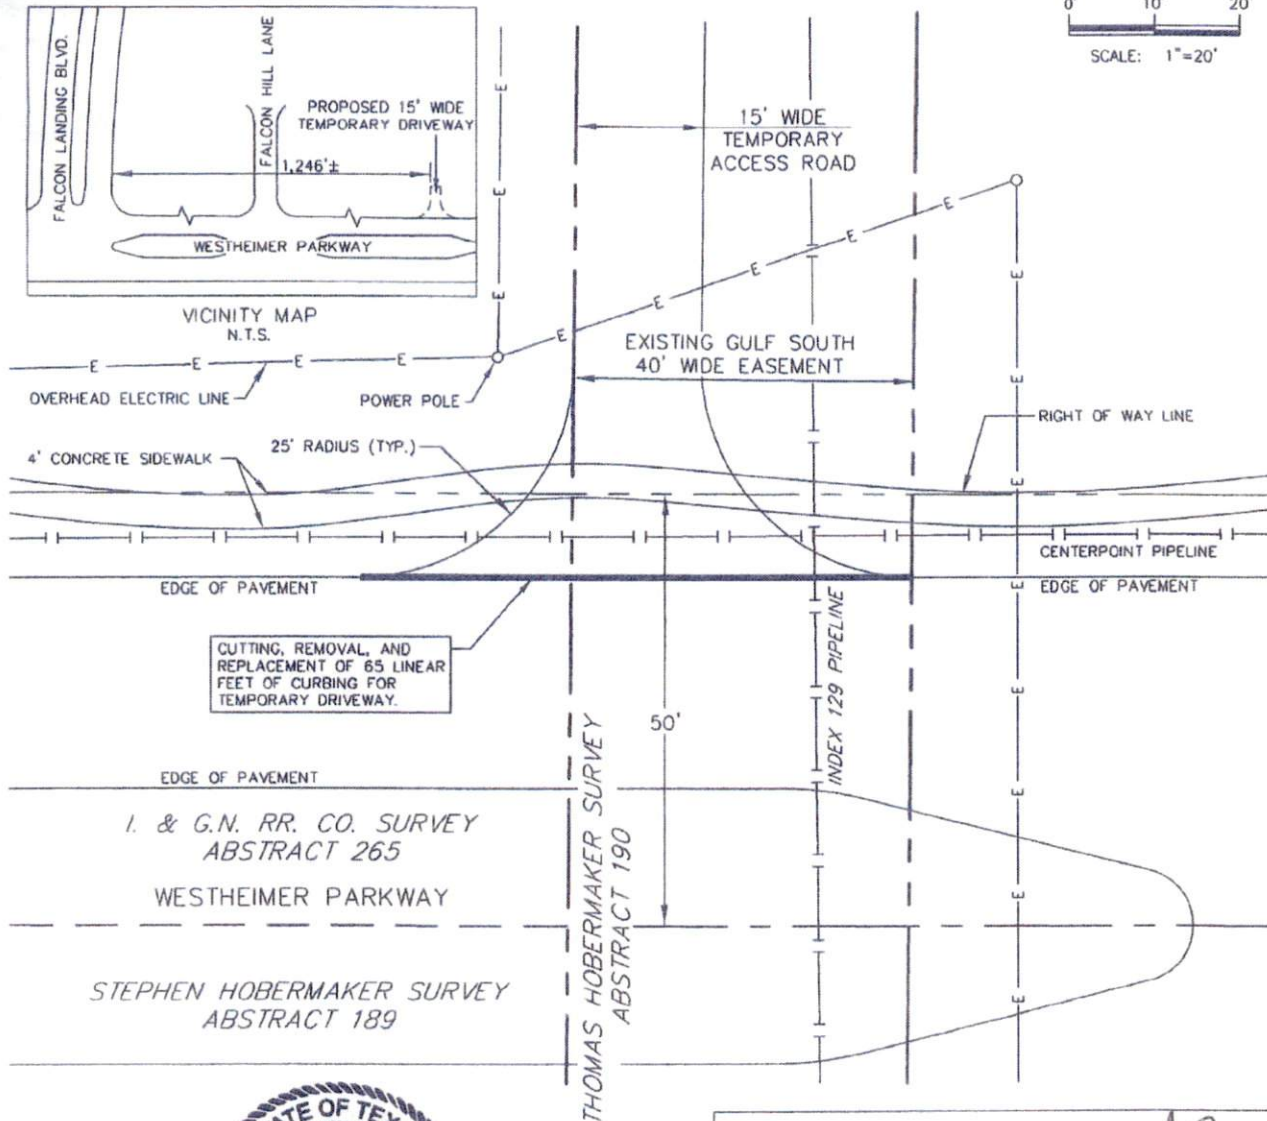 0 10 20
SCALE: 1"=20'
FALCON LANDING BLVD.
FALCON HILL LANE
PROPOSED 15' WIDE
TEMPORARY DRIVEWAY
1,246'±
WESTHEIMER PARKWAY
VICINITY MAP
N.T.S.
15' WIDE
TEMPORARY
ACCESS ROAD
E
E
E
E
E
E
E
E
E
EXISTING GULF SOUTH
40' WIDE EASEMENT
E
E
E
E
E
E
OVERHEAD ELECTRIC LINE
POWER POLE
RIGHT OF WAY LINE
25' RADIUS (TYP.)
4' CONCRETE SIDEWALK
E
CENTERPOINT PIPELINE
EDGE OF PAVEMENT
E
EDGE OF PAVEMENT
CUTTING, REMOVAL, AND
REPLACEMENT OF 65 LINEAR
FEET OF CURBING FOR
TEMPORARY DRIVEWAY.
INDEX 129 PIPELINE
E
50'
EDGE OF PAVEMENT
E
I. & G.N. RR. CO. SURVEY
ABSTRACT 265
THOMAS HOBERMAKER SURVEY
ABSTRACT 190
WESTHEIMER PARKWAY
E
STEPHEN HOBERMAKER SURVEY
ABSTRACT 189
E
ATE OF TEX